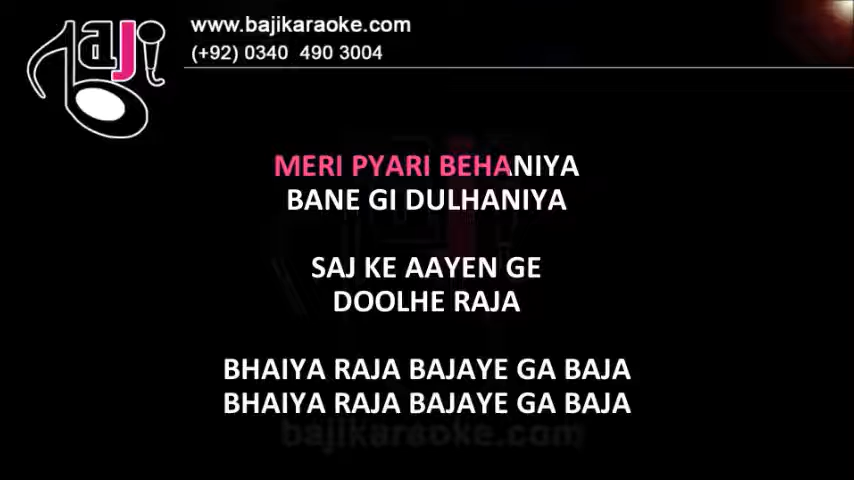 www.bajikaraoke.com
(+92) 0340 490 3004
baji
MERI PYARI BEHANIYA
BANE GI DULHANIYA
SAJ KE AAYEN GE
DOOLHE RAJA
BHAIYA RAJA BAJAYE GA BAJA
BHAIYA RAJA BAJAYE GA BAJA
bajikaraoke.com